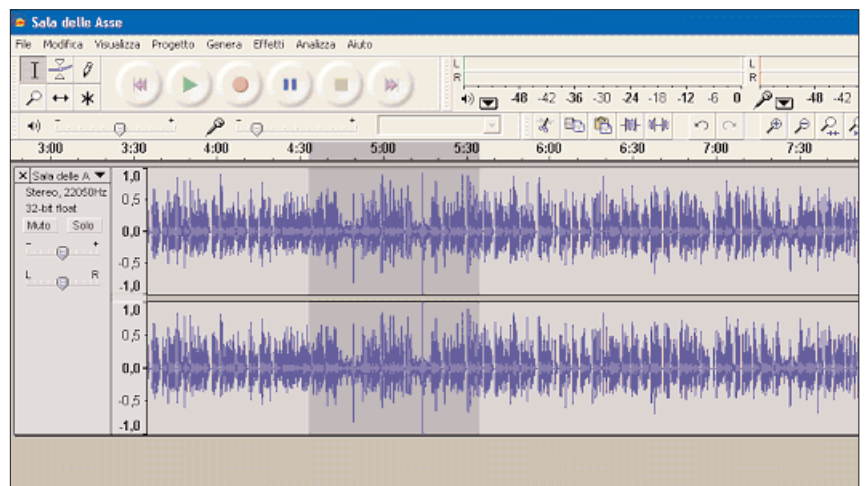 Sala delle Asse
File Modifica Visualizza Progetto Genera Effetti Analizza Aiuto
L
R
-48 -42 -36 -30 -24 -18 -12 -6 0
L
R
-48 -42
- +
- +
3:00 3:30 4:00 4:30 5:00 5:30 6:00 6:30 7:00 7:30
Sala delle A
Stereo, 22050Hz
32-bit float
Muto Solo
- +
L R
1,0
0,5
0,0
-0,5
-1,0
1,0
0,5
0,0
-0,5
-1,0